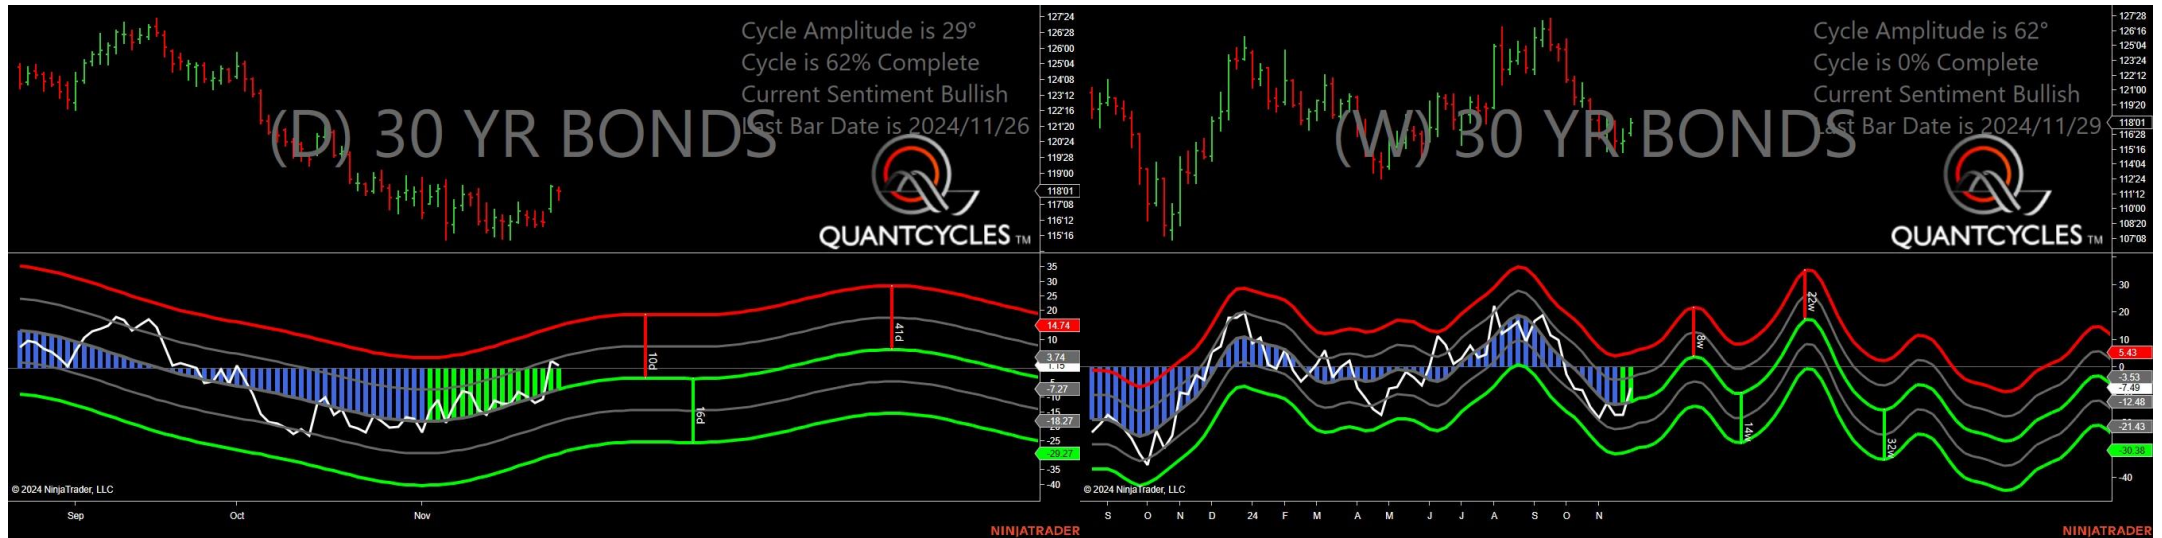 Cycle Amplitude is 29°
Cycle is 62% Complete
Current Sentiment Bullish
Last Bar Date is 2024/11/26
(D) 30 YR BONDS
QUANTCYCLES TM
127'24
126'28
126'00
125'04
124'08
123'12
122'16
121'20
120'24
119'28
119'00
118'01
117'08
116'12
115'16
35
30
25
20
14.74
10
3.74
1.15
-7.27
-10
-15
-18.27
-25
-29.27
-35
-40
10d
16d
41d
© 2024 NinjaTrader, LLC
Sep Oct Nov
NINJATRADER
Cycle Amplitude is 62°
Cycle is 0% Complete
Current Sentiment Bullish
Last Bar Date is 2024/11/29
(W) 30 YR BONDS
QUANTCYCLES TM
127'28
126'16
125'04
123'24
122'12
121'00
119'20
118'01
116'28
115'16
114'04
112'24
111'12
110'00
108'20
107'08
30
20
10
5.43
0
-3.53
-7.49
-12.48
-21.43
-30.38
-40
8w
14w
22w
32w
© 2024 NinjaTrader, LLC
S O N D 24 F M A M J J A S O N
NINJATRADER